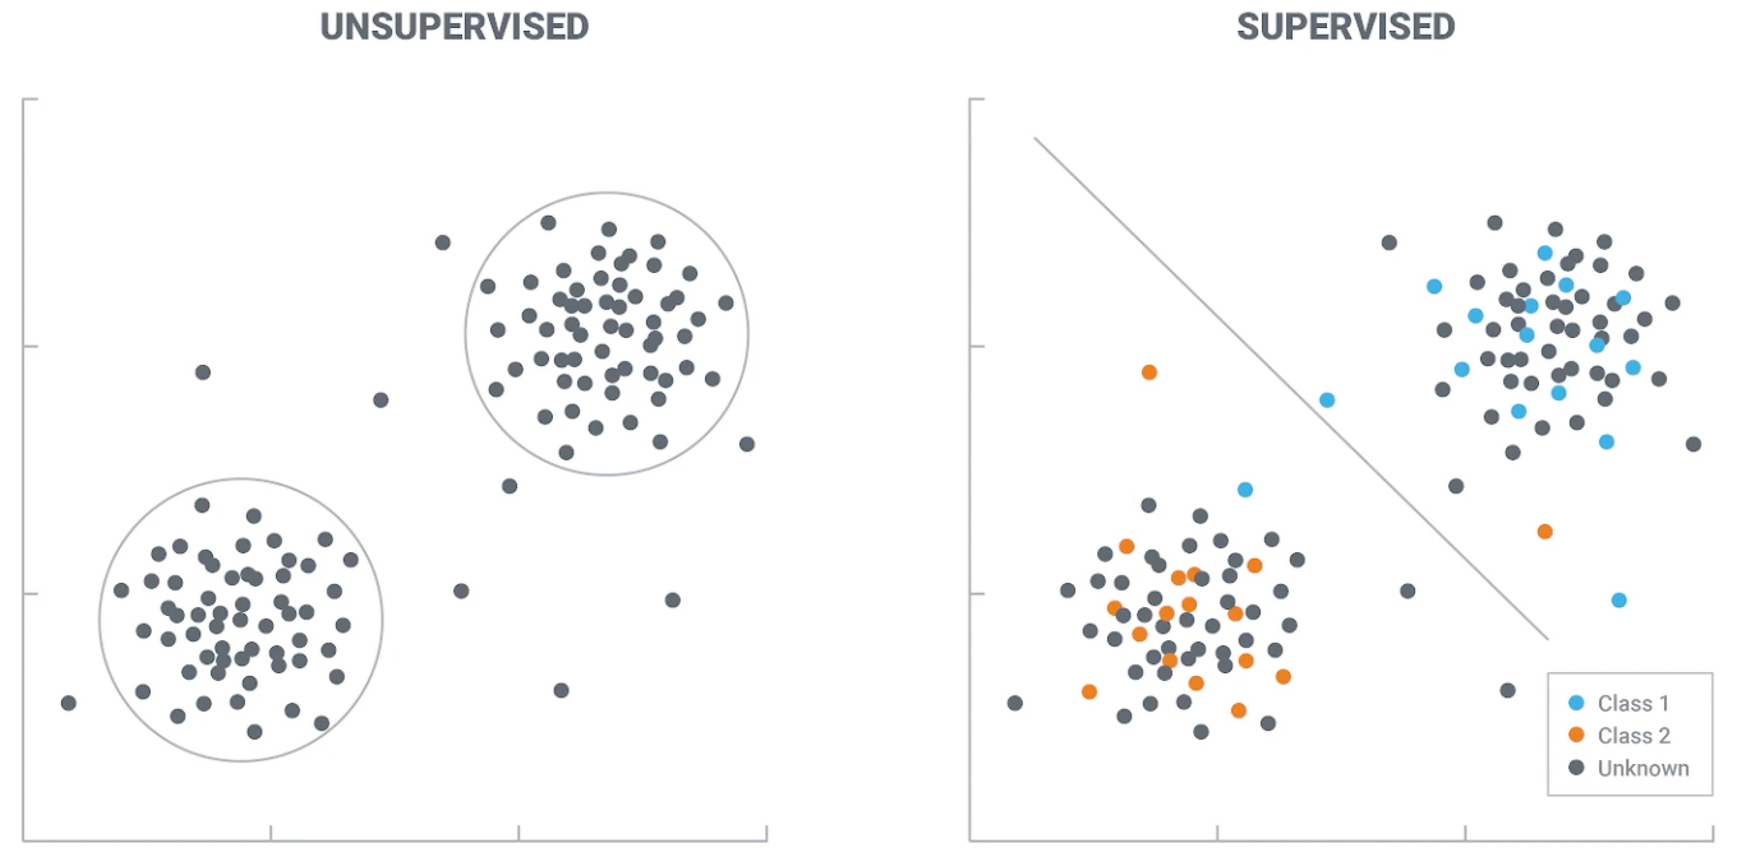 UNSUPERVISED
SUPERVISED
Class 1
Class 2
Unknown